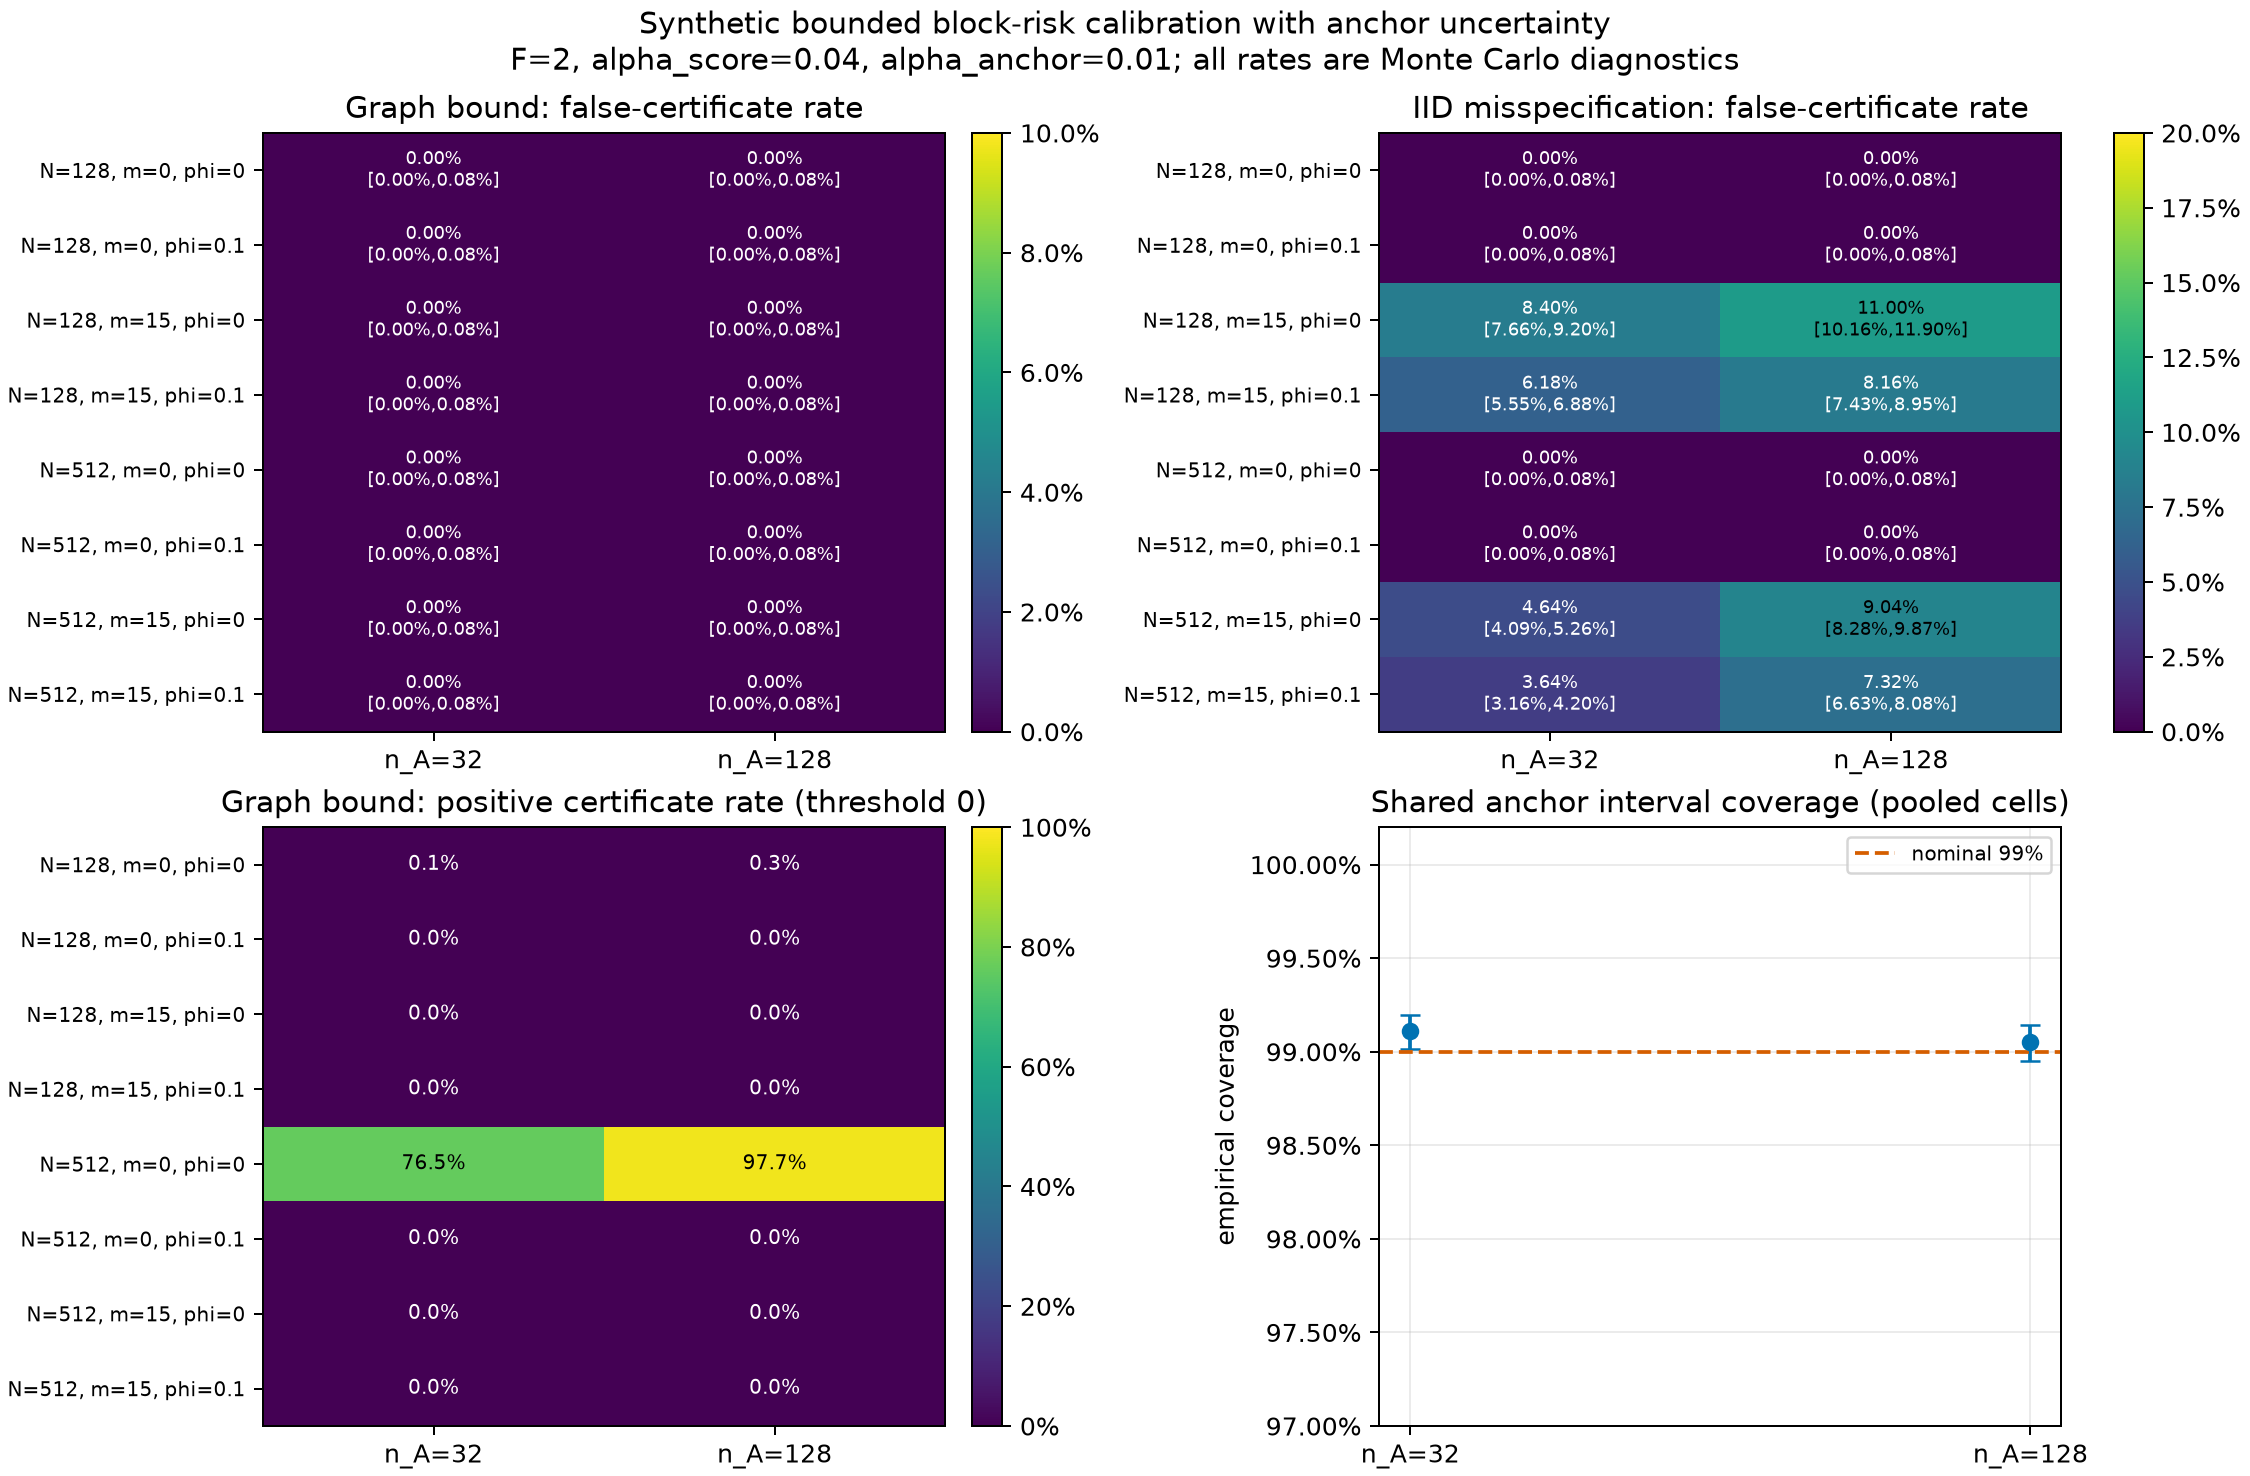 Synthetic bounded block-risk calibration with anchor uncertainty
F=2, alpha_score=0.04, alpha_anchor=0.01; all rates are Monte Carlo diagnostics
Graph bound: false-certificate rate
N=128, m=0, phi=0
0.00%
[0.00%,0.08%]
0.00%
[0.00%,0.08%]
N=128, m=0, phi=0.1
0.00%
[0.00%,0.08%]
0.00%
[0.00%,0.08%]
N=128, m=15, phi=0
0.00%
[0.00%,0.08%]
0.00%
[0.00%,0.08%]
N=128, m=15, phi=0.1
0.00%
[0.00%,0.08%]
0.00%
[0.00%,0.08%]
N=512, m=0, phi=0
0.00%
[0.00%,0.08%]
0.00%
[0.00%,0.08%]
N=512, m=0, phi=0.1
0.00%
[0.00%,0.08%]
0.00%
[0.00%,0.08%]
N=512, m=15, phi=0
0.00%
[0.00%,0.08%]
0.00%
[0.00%,0.08%]
N=512, m=15, phi=0.1
0.00%
[0.00%,0.08%]
0.00%
[0.00%,0.08%]
n_A=32
n_A=128
10.0%
8.0%
6.0%
4.0%
2.0%
0.0%
IID misspecification: false-certificate rate
N=128, m=0, phi=0
0.00%
[0.00%,0.08%]
0.00%
[0.00%,0.08%]
N=128, m=0, phi=0.1
0.00%
[0.00%,0.08%]
0.00%
[0.00%,0.08%]
N=128, m=15, phi=0
8.40%
[7.66%,9.20%]
11.00%
[10.16%,11.90%]
N=128, m=15, phi=0.1
6.18%
[5.55%,6.88%]
8.16%
[7.43%,8.95%]
N=512, m=0, phi=0
0.00%
[0.00%,0.08%]
0.00%
[0.00%,0.08%]
N=512, m=0, phi=0.1
0.00%
[0.00%,0.08%]
0.00%
[0.00%,0.08%]
N=512, m=15, phi=0
4.64%
[4.09%,5.26%]
9.04%
[8.28%,9.87%]
N=512, m=15, phi=0.1
3.64%
[3.16%,4.20%]
7.32%
[6.63%,8.08%]
n_A=32
n_A=128
20.0%
17.5%
15.0%
12.5%
10.0%
7.5%
5.0%
2.5%
0.0%
Graph bound: positive certificate rate (threshold 0)
N=128, m=0, phi=0
0.1%
0.3%
N=128, m=0, phi=0.1
0.0%
0.0%
N=128, m=15, phi=0
0.0%
0.0%
N=128, m=15, phi=0.1
0.0%
0.0%
N=512, m=0, phi=0
76.5%
97.7%
N=512, m=0, phi=0.1
0.0%
0.0%
N=512, m=15, phi=0
0.0%
0.0%
N=512, m=15, phi=0.1
0.0%
0.0%
n_A=32
n_A=128
100%
80%
60%
40%
20%
0%
Shared anchor interval coverage (pooled cells)
nominal 99%
empirical coverage
100.00%
99.50%
99.00%
98.50%
98.00%
97.50%
97.00%
n_A=32
n_A=128